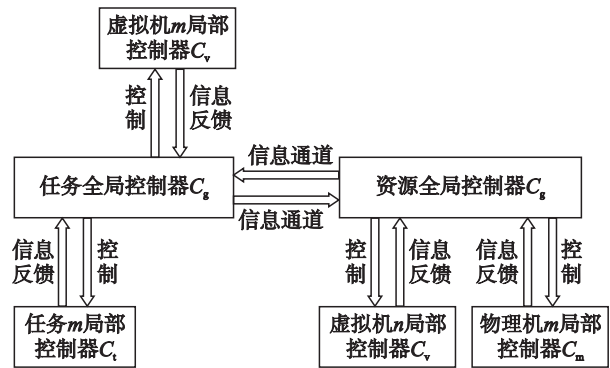 虚拟机m局部
控制器Cv
控
制
信息
反馈
信息通道
任务全局控制器Cg
资源全局控制器Cg
信息通道
信息
反馈
控
制
控
制
信息
反馈
信息
反馈
控
制
任务m局部
控制器Ct
虚拟机n局部
控制器Cv
物理机m局部
控制器Cm